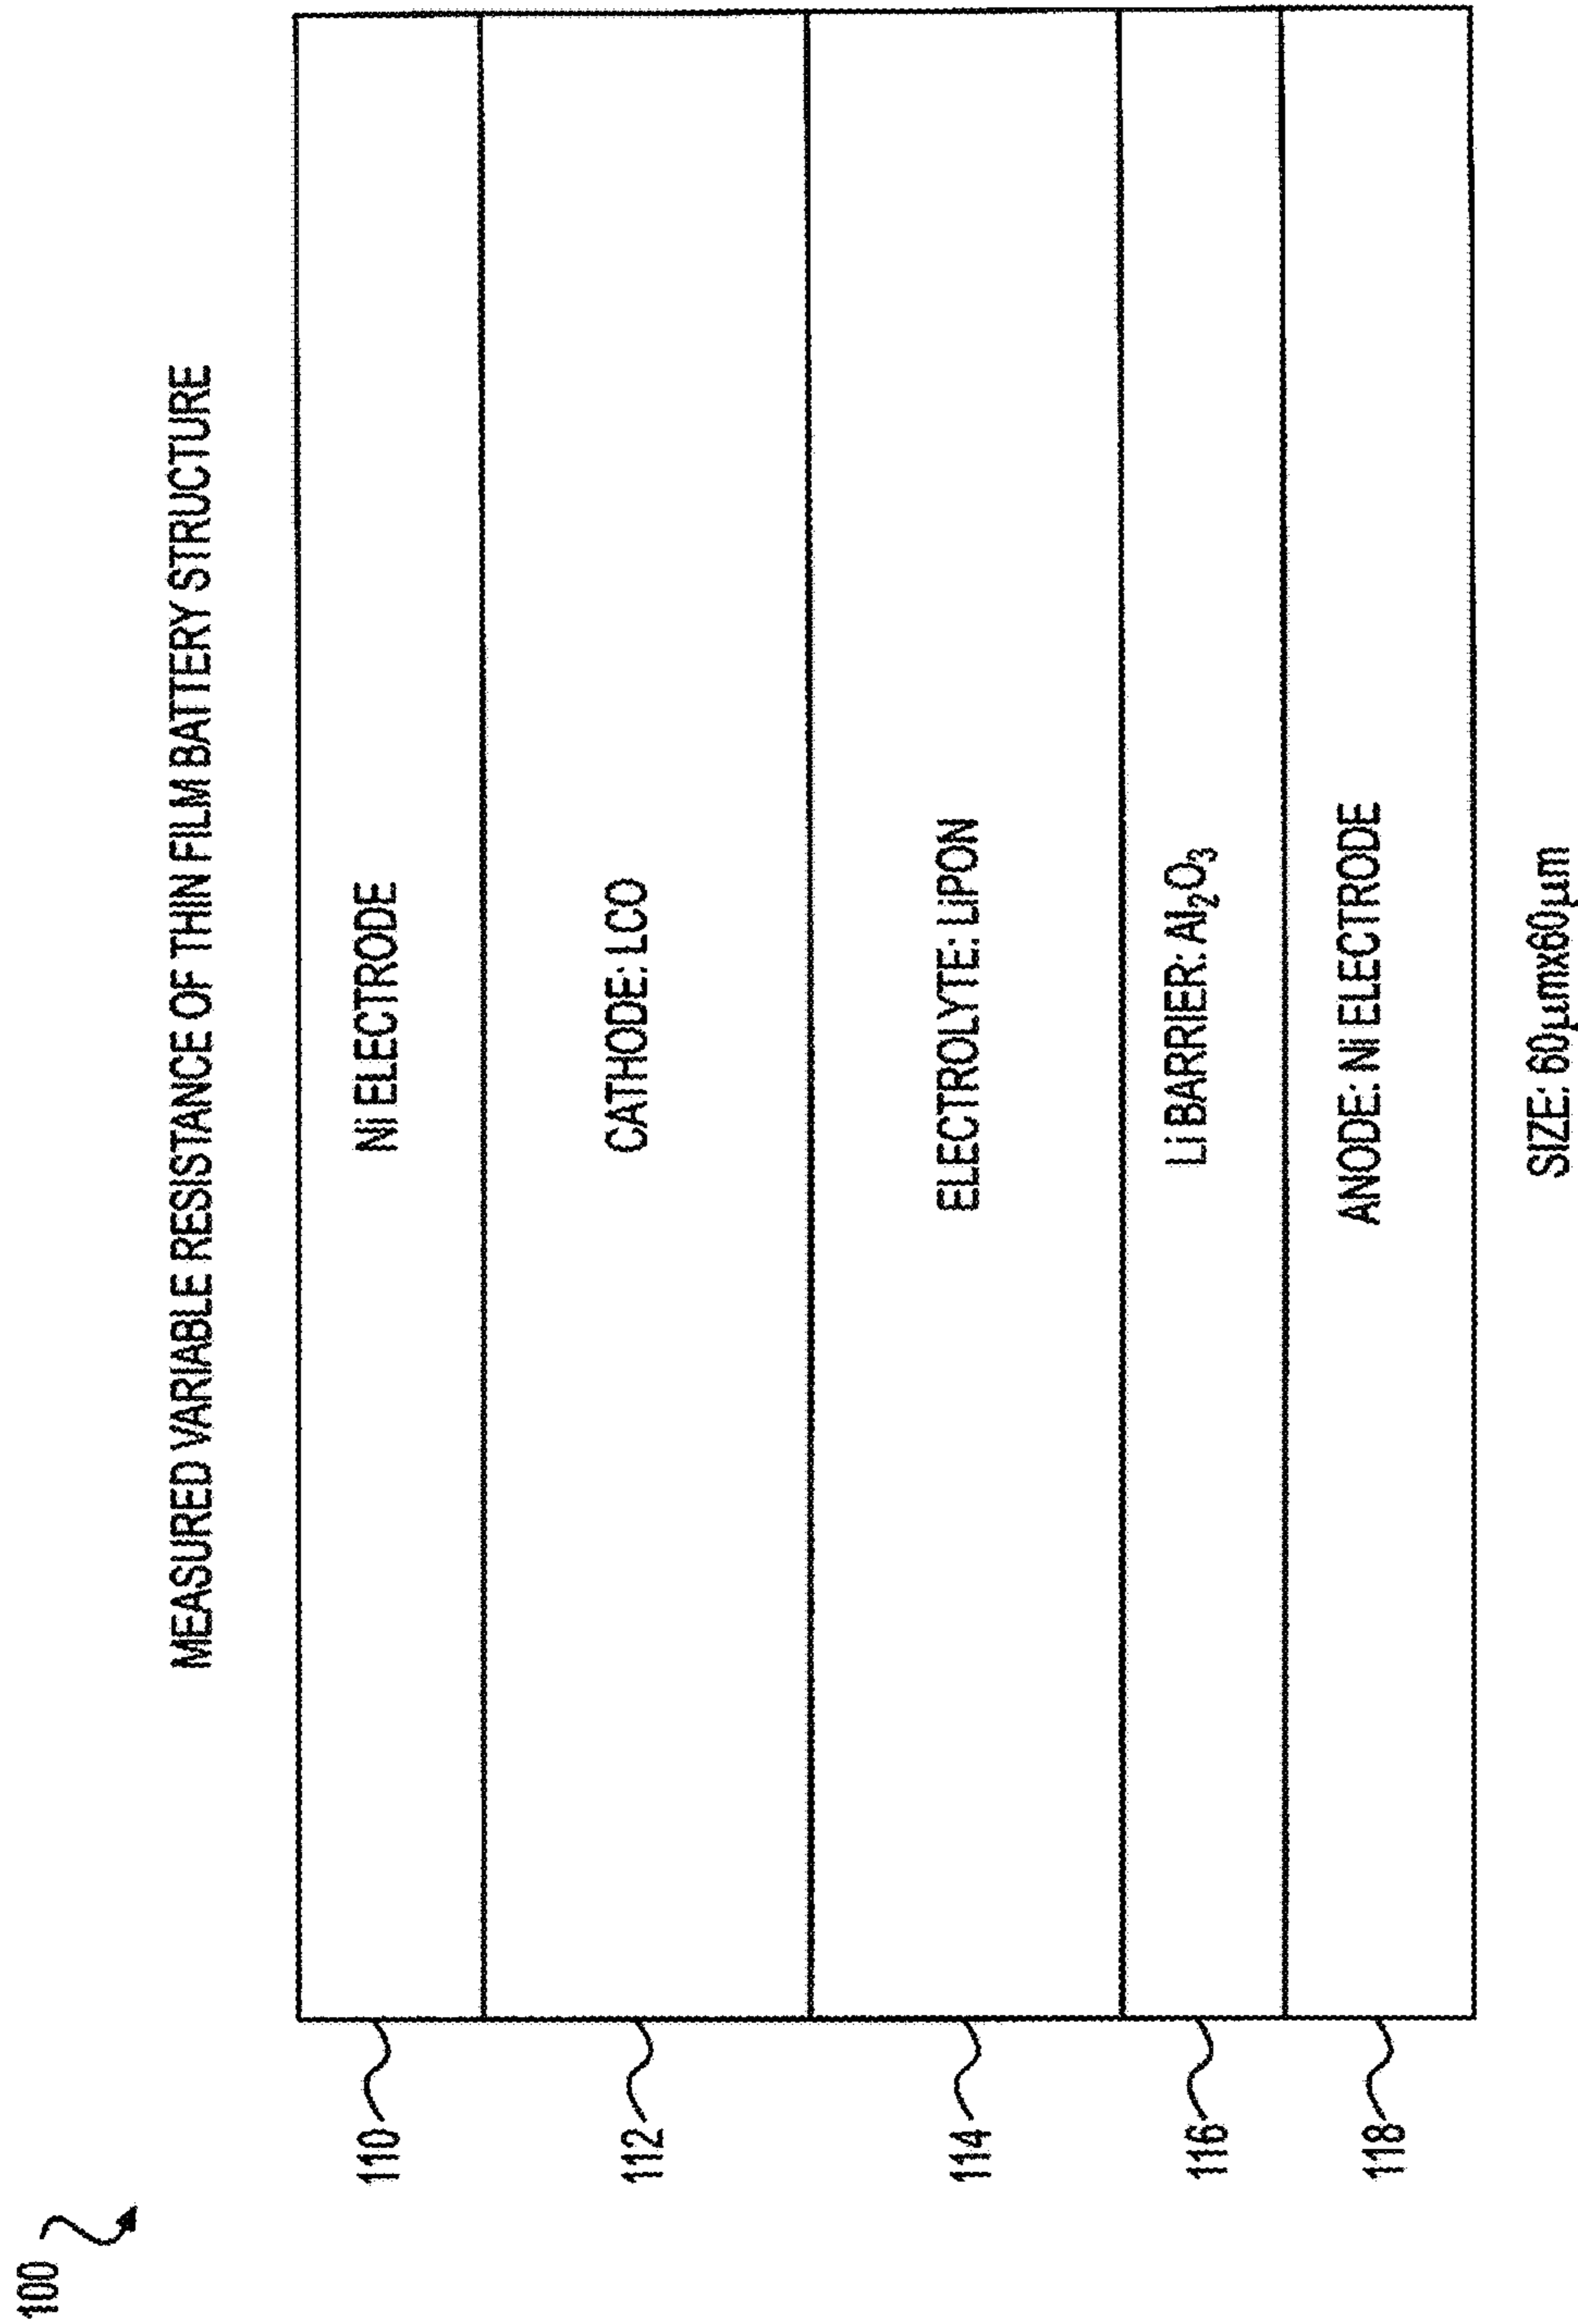 100
MEASURED VARIABLE RESISTANCE OF THIN FILM BATTERY STRUCTURE
110
Ni ELECTRODE
112
CATHODE: LCO
114
ELECTROLYTE: LiPON
116
Li BARRIER: Al₂O₃
118
ANODE: Ni ELECTRODE
SIZE: 60μmx60μm